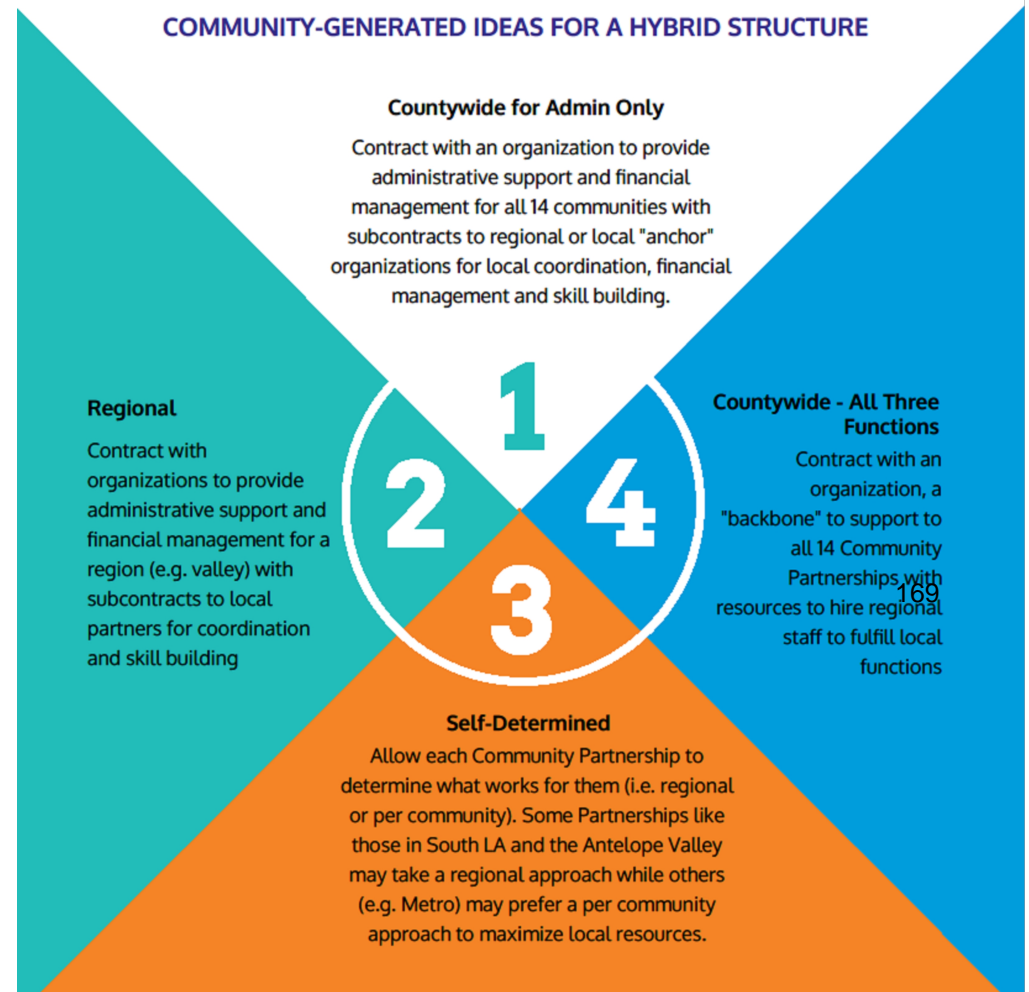 COMMUNITY-GENERATED IDEAS FOR A HYBRID STRUCTURE
Countywide for Admin Only
Contract with an organization to provide
administrative support and financial
management for all 14 communities with
subcontracts to regional or local "anchor"
organizations for local coordination, financial
management and skill building.
1
Regional
Contract with
organizations to provide
administrative support and
financial management for a
region (e.g. valley) with
subcontracts to local
partners for coordination
and skill building
2
3
Self-Determined
Allow each Community Partnership to
determine what works for them (i.e. regional
or per community). Some Partnerships like
those in South LA and the Antelope Valley
may take a regional approach while others
(e.g. Metro) may prefer a per community
approach to maximize local resources.
4
Countywide - All Three
Functions
Contract with an
organization, a
"backbone" to support to
all 14 Community
Partnerships with
resources to hire regional
staff to fulfill local
functions
169